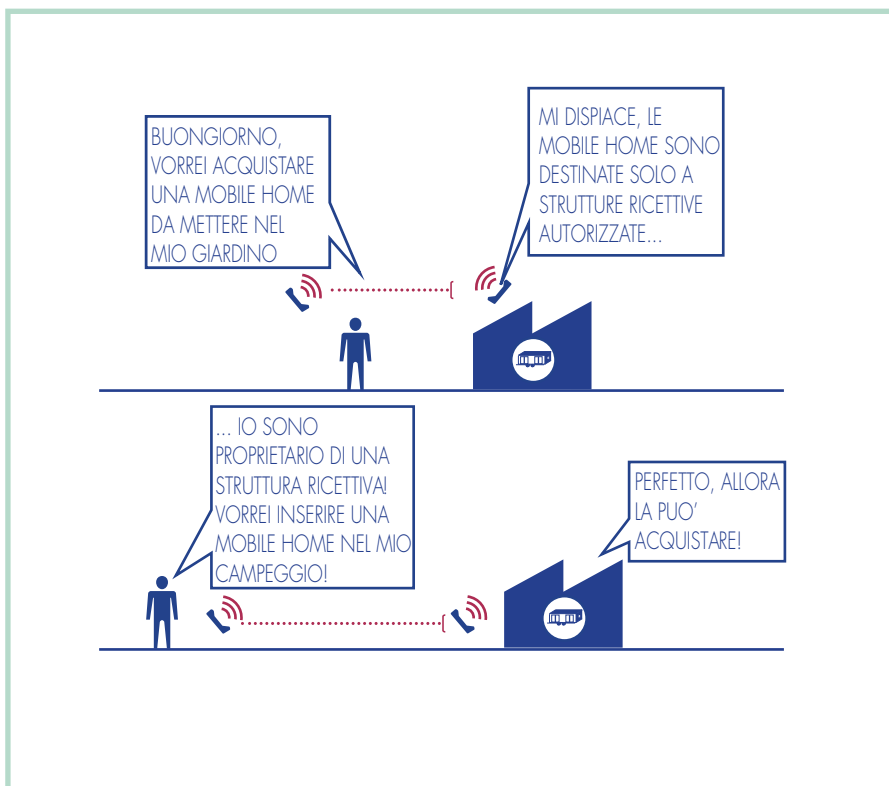 BUONGIORNO,
VORREI ACQUISTARE
UNA MOBILE HOME
DA METTERE NEL
MIO GIARDINO
MI DISPIACE, LE
MOBILE HOME SONO
DESTINATE SOLO A
STRUTTURE RICETTIVE
AUTORIZZATE...
... IO SONO
PROPRIETARIO DI UNA
STRUTTURA RICETTIVA!
VORREI INSERIRE UNA
MOBILE HOME NEL MIO
CAMPEGGIO!
PERFETTO, ALLORA
LA PUO'
ACQUISTARE!